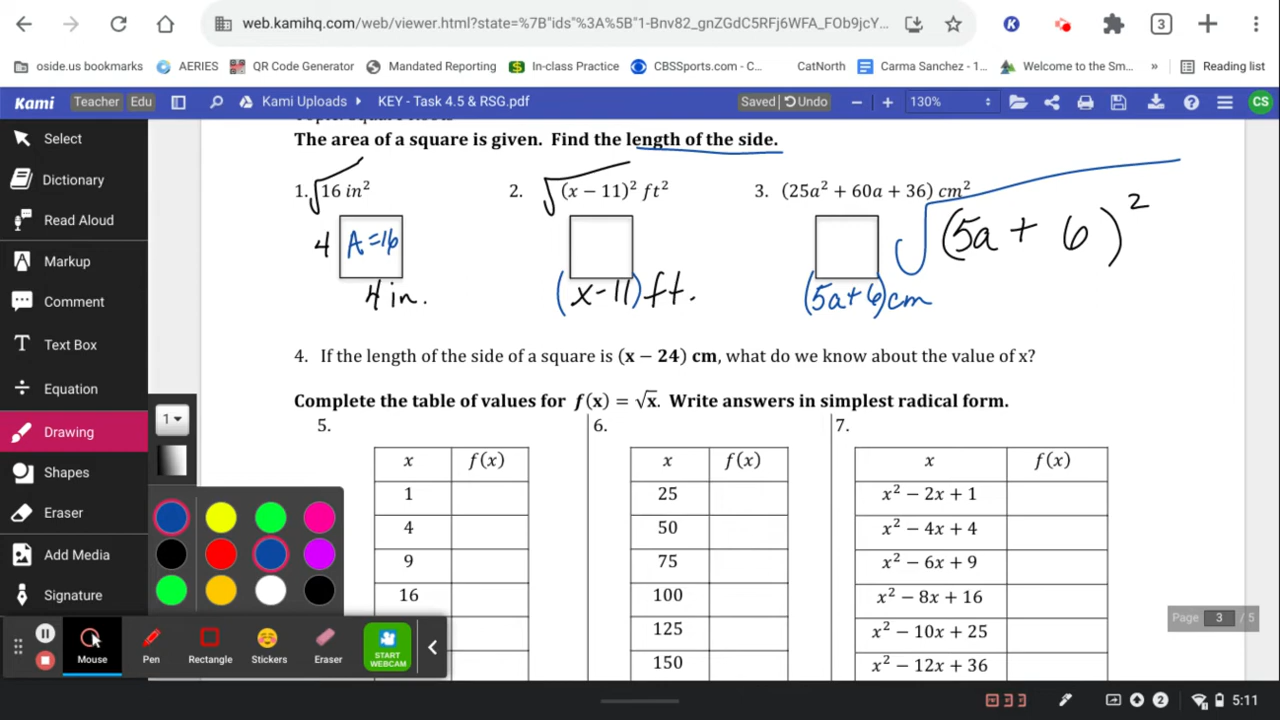 web.kamihq.com/web/viewer.html?state=%7B"ids"%3A%5B"1-Bnv82_gnZGdC5RFj6WFA_FOb9jcY...
3
oside.us bookmarks
AERIES
QR Code Generator
Mandated Reporting
In-class Practice
CBSSports.com - C...
CatNorth
Carma Sanchez - 1...
Welcome to the Sm...
»
Reading list
Kami
Teacher
Edu
Kami Uploads
KEY - Task 4.5 & RSG.pdf
Saved
Undo
130%
CS
Select
Dictionary
Read Aloud
Markup
Comment
Text Box
Equation
Drawing
Shapes
Eraser
Add Media
Signature
1
The area of a square is given. Find the length of the side.
1. √16 in²
4
A=16
4 in.
2. √(x − 11)² ft²
(x-11)ft.
3. (25a² + 60a + 36) cm²
√(5a + 6)²
(5a+6)cm
4. If the length of the side of a square is (x − 24) cm, what do we know about the value of x?
Complete the table of values for f(x) = √x. Write answers in simplest radical form.
5.
x f(x)
1
4
9
16
6.
x f(x)
25
50
75
100
125
150
7.
x f(x)
x² − 2x + 1
x² − 4x + 4
x² − 6x + 9
x² − 8x + 16
x² − 10x + 25
x² − 12x + 36
Page 3 / 5
Mouse
Pen
Rectangle
Stickers
Eraser
START WEBCAM
2
5:11